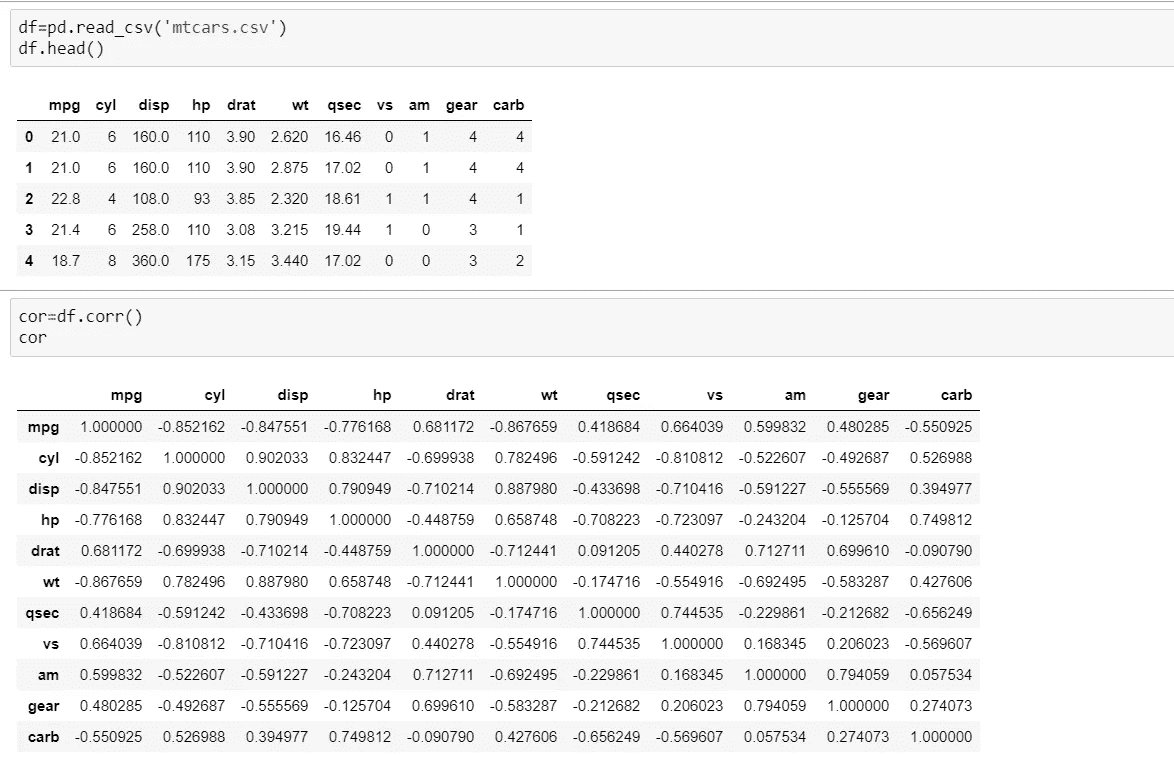 df=pd.read_csv('mtcars.csv')
df.head()
mpg cyl disp hp drat wt qsec vs am gear carb
0 21.0 6 160.0 110 3.90 2.620 16.46 0 1 4 4
1 21.0 6 160.0 110 3.90 2.875 17.02 0 1 4 4
2 22.8 4 108.0 93 3.85 2.320 18.61 1 1 4 1
3 21.4 6 258.0 110 3.08 3.215 19.44 1 0 3 1
4 18.7 8 360.0 175 3.15 3.440 17.02 0 0 3 2
cor=df.corr()
cor
mpg cyl disp hp drat wt qsec vs am gear carb
mpg 1.000000 -0.852162 -0.847551 -0.776168 0.681172 -0.867659 0.418684 0.664039 0.599832 0.480285 -0.550925
cyl -0.852162 1.000000 0.902033 0.832447 -0.699938 0.782496 -0.591242 -0.810812 -0.522607 -0.492687 0.526988
disp -0.847551 0.902033 1.000000 0.790949 -0.710214 0.887980 -0.433698 -0.710416 -0.591227 -0.555569 0.394977
hp -0.776168 0.832447 0.790949 1.000000 -0.448759 0.658748 -0.708223 -0.723097 -0.243204 -0.125704 0.749812
drat 0.681172 -0.699938 -0.710214 -0.448759 1.000000 -0.712441 0.091205 0.440278 0.712711 0.699610 -0.090790
wt -0.867659 0.782496 0.887980 0.658748 -0.712441 1.000000 -0.174716 -0.554916 -0.692495 -0.583287 0.427606
qsec 0.418684 -0.591242 -0.433698 -0.708223 0.091205 -0.174716 1.000000 0.744535 -0.229861 -0.212682 -0.656249
vs 0.664039 -0.810812 -0.710416 -0.723097 0.440278 -0.554916 0.744535 1.000000 0.168345 0.206023 -0.569607
am 0.599832 -0.522607 -0.591227 -0.243204 0.712711 -0.692495 -0.229861 0.168345 1.000000 0.794059 0.057534
gear 0.480285 -0.492687 -0.555569 -0.125704 0.699610 -0.583287 -0.212682 0.206023 0.794059 1.000000 0.274073
carb -0.550925 0.526988 0.394977 0.749812 -0.090790 0.427606 -0.656249 -0.569607 0.057534 0.274073 1.000000